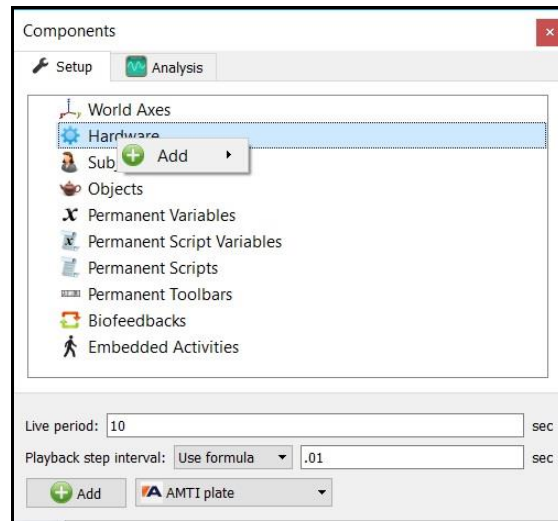 Components
Setup Analysis
World Axes
Hardware
Add
Sub
Objects
Permanent Variables
Permanent Script Variables
Permanent Scripts
Permanent Toolbars
Biofeedbacks
Embedded Activities
Live period: 10 sec
Playback step interval: Use formula .01 sec
Add AMTI plate